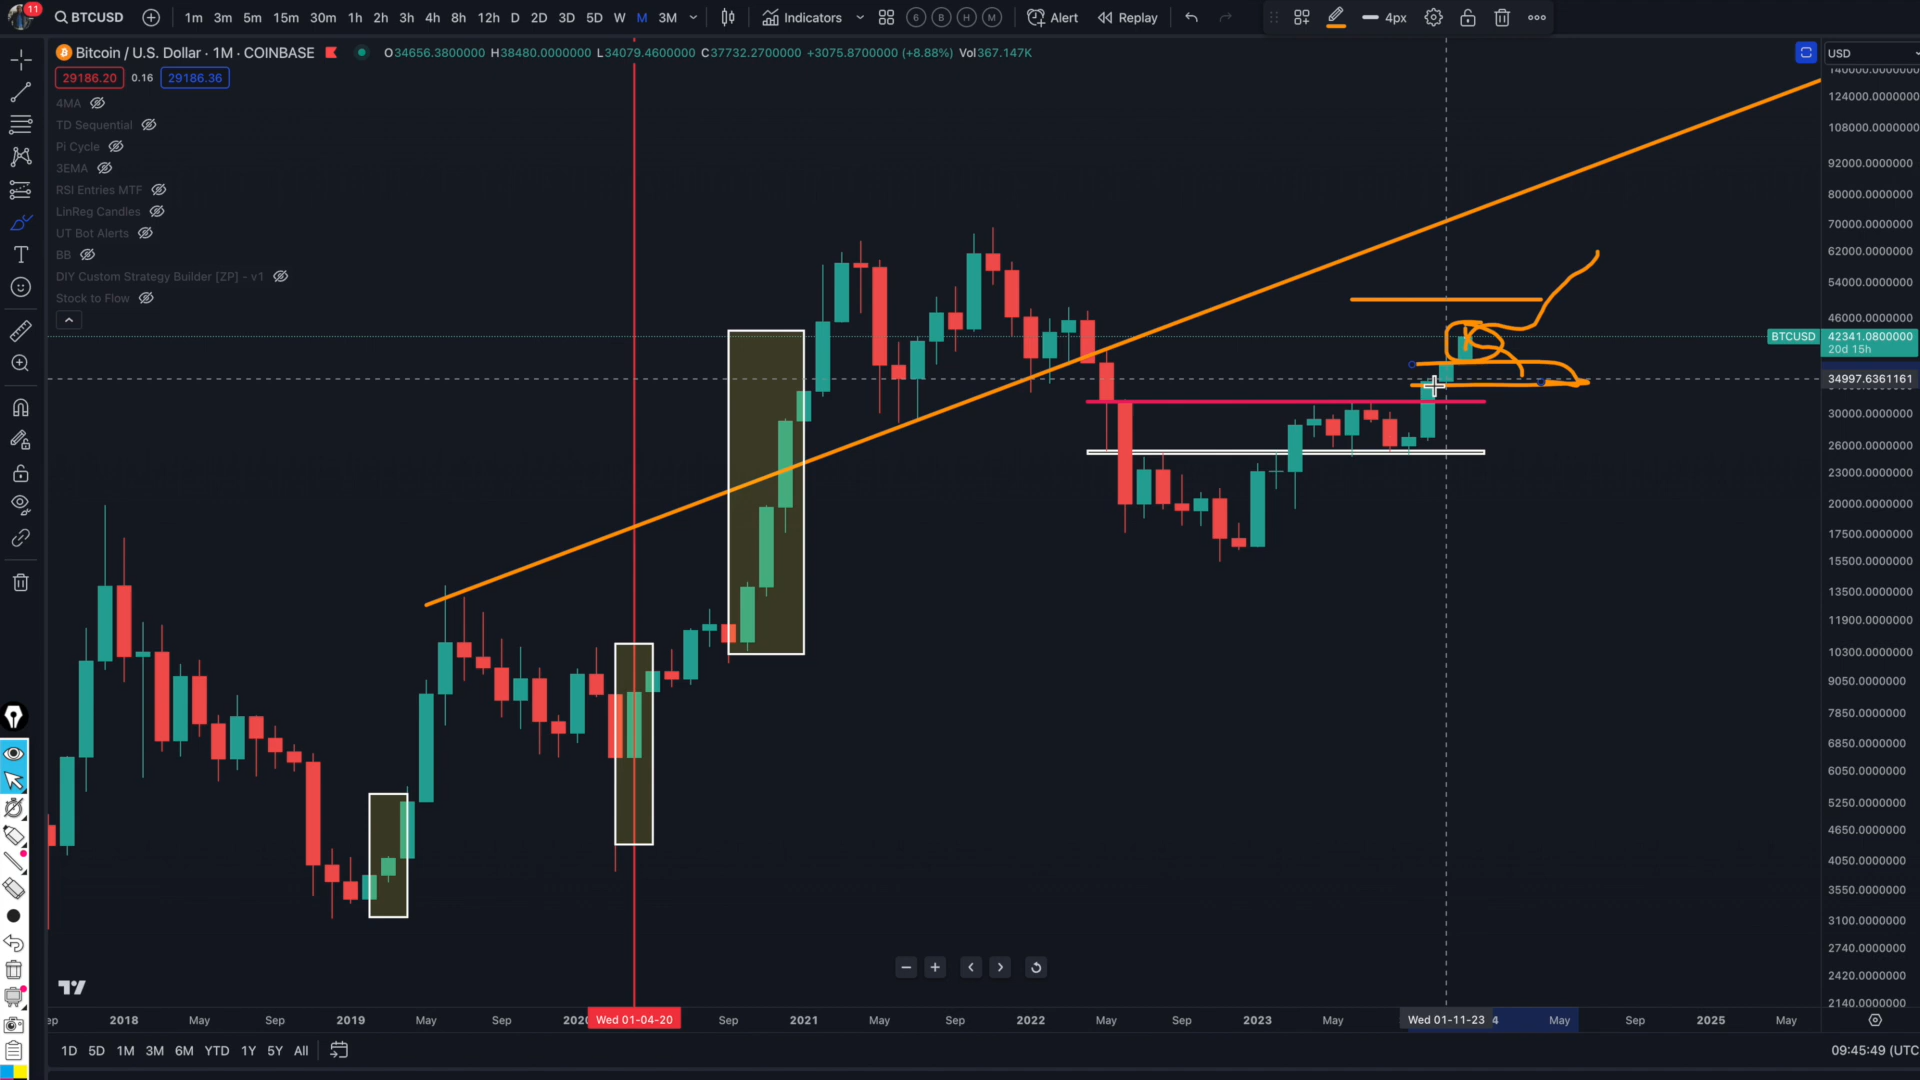 11
BTCUSD
1m 3m 5m 15m 30m 1h 2h 3h 4h 8h 12h D 2D 3D 5D W M 3M
Indicators
6 B H M
Alert
Replay
4px
Bitcoin / U.S. Dollar · 1M · COINBASE
O34656.3800000 H38480.0000000 L34079.4600000 C37732.2700000 +3075.8700000 (+8.88%) Vol367.147K
USD
29186.20 0.16 29186.36
4MA
TD Sequential
Pi Cycle
3EMA
RSI Entries MTF
LinReg Candles
UT Bot Alerts
BB
DIY Custom Strategy Builder [ZP] - v1
Stock to Flow
140000.0000000
124000.0000000
108000.0000000
92000.0000000
80000.0000000
70000.0000000
62000.0000000
54000.0000000
46000.0000000
BTCUSD 42341.0800000
20d 15h
34997.6361161
30000.0000000
26000.0000000
23000.0000000
20000.0000000
17500.0000000
15500.0000000
13500.0000000
11900.0000000
10300.0000000
9050.0000000
7850.0000000
6850.0000000
6050.0000000
5250.0000000
4650.0000000
4050.0000000
3550.0000000
3100.0000000
2740.0000000
2420.0000000
2140.0000000
ep 2018 May Sep 2019 May Sep 2020 Wed 01-04-20 Sep 2021 May Sep 2022 May Sep 2023 May Wed 01-11-23 4 May Sep 2025 May
1D 5D 1M 3M 6M YTD 1Y 5Y All
09:45:49 (UTC